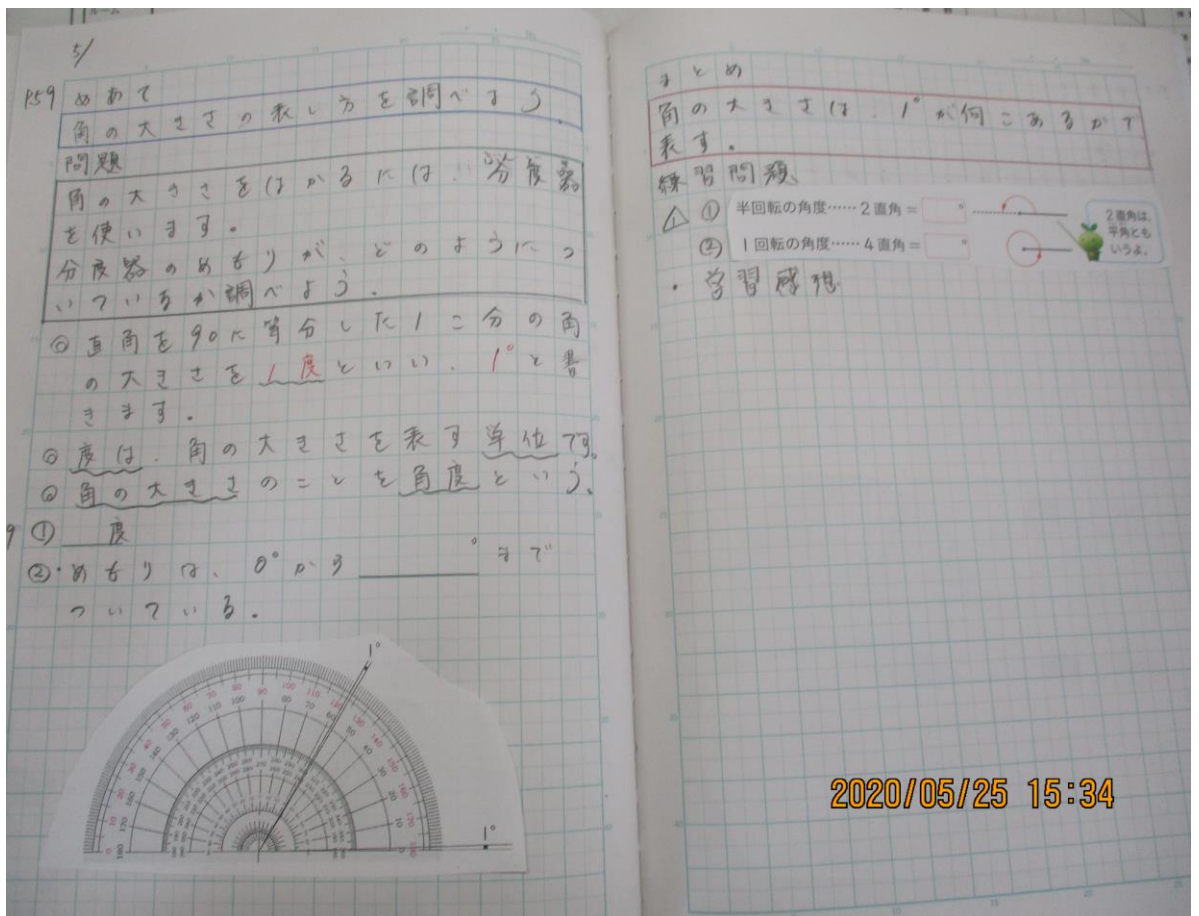 5/
P.59 めあて
角の大きさの表し方を調べよう。
問題
角の大きさをはかるには、分度器
を使います。
分度器のめもりが、どのようにつ
いているか調べよう。
◎直角を90に等分した1こ分の角
の大きさを1度といい、1°と書
きます。
◎度は、角の大きさを表す単位です。
◎角の大きさのことを角度という。
① 度
②・めもりは、0°から °まで
ついている。
1°
1°
まとめ
角の大きさは、1°が何こあるかで
表す。
練習問題
1 ① 半回転の角度……2直角= °
② 1回転の角度……4直角= °
2直角は、
平角とも
いうよ。
・学習感想
2020/05/25 15:34